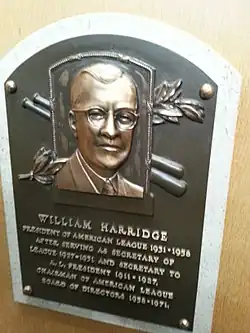 WILLIAM HARRIDGE
PRESIDENT OF AMERICAN LEAGUE 1931-1958
AFTER SERVING AS SECRETARY OF
LEAGUE 1927-1931 AND SECRETARY TO
A. L. PRESIDENT 1911-1927.
CHAIRMAN OF AMERICAN LEAGUE
BOARD OF DIRECTORS 1958-1971.